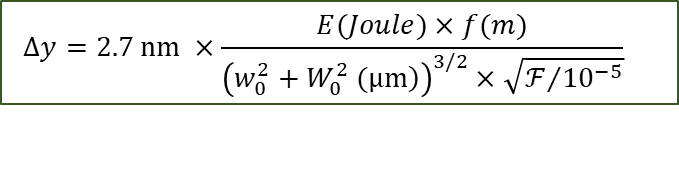 Δy = 2.7 nm × E(Joule) × f(m) / ((w₀² + W₀² (μm))^3/2 × √(ℱ/10⁻⁵))